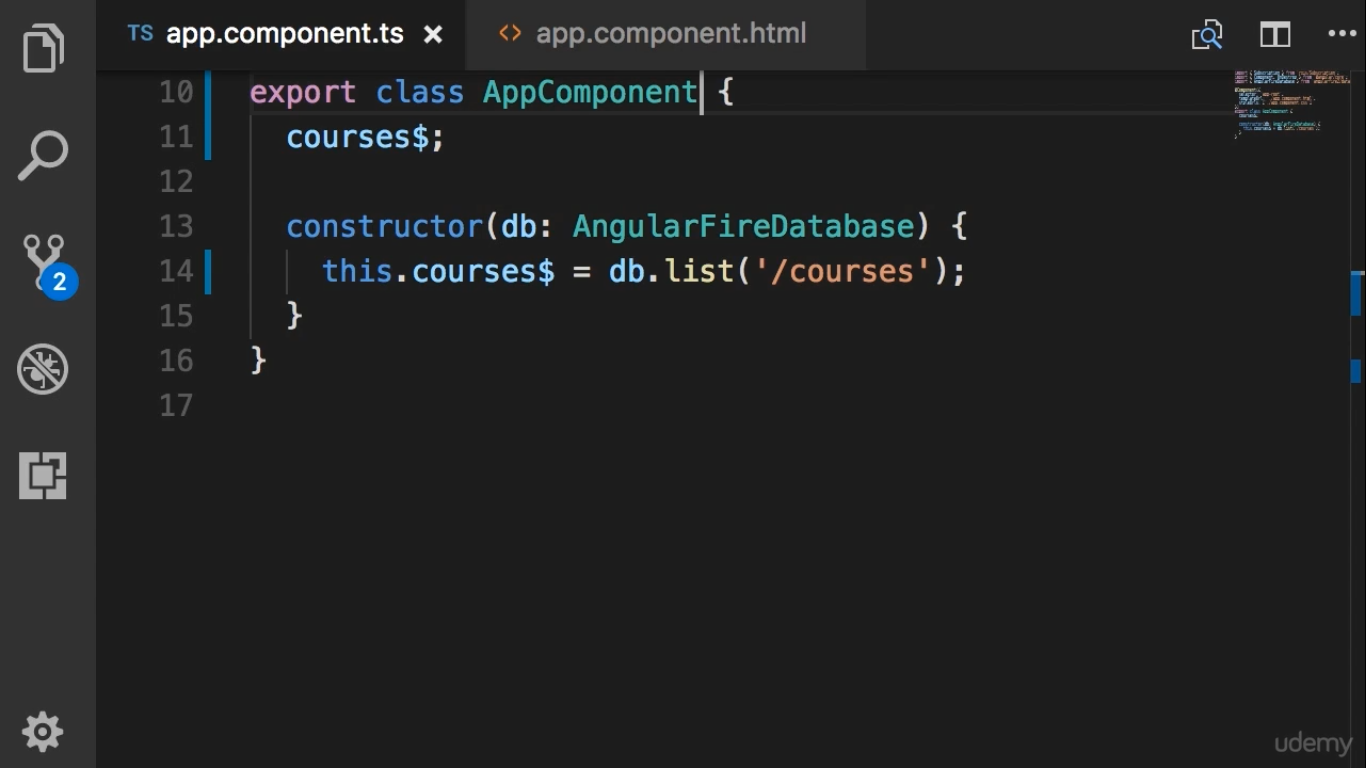 TS app.component.ts × <> app.component.html
10 export class AppComponent {
11 courses$;
12
13 constructor(db: AngularFireDatabase) {
14 this.courses$ = db.list('/courses');
15 }
16 }
17
2
udemy